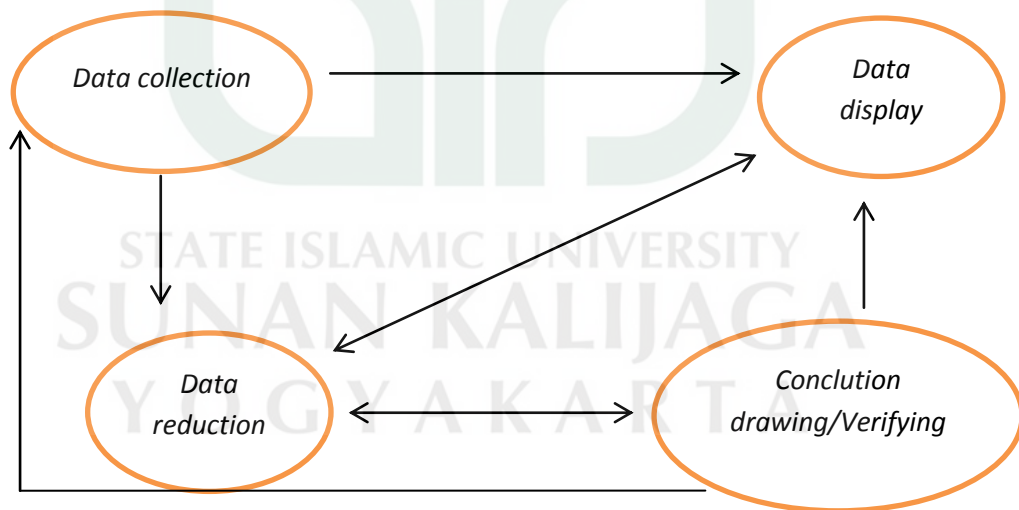 Data collection
Data
display
STATE ISLAMIC UNIVERSITY
SUNAN KALIJAGA
YOGYAKARTA
Data
reduction
Conclution
drawing/Verifying